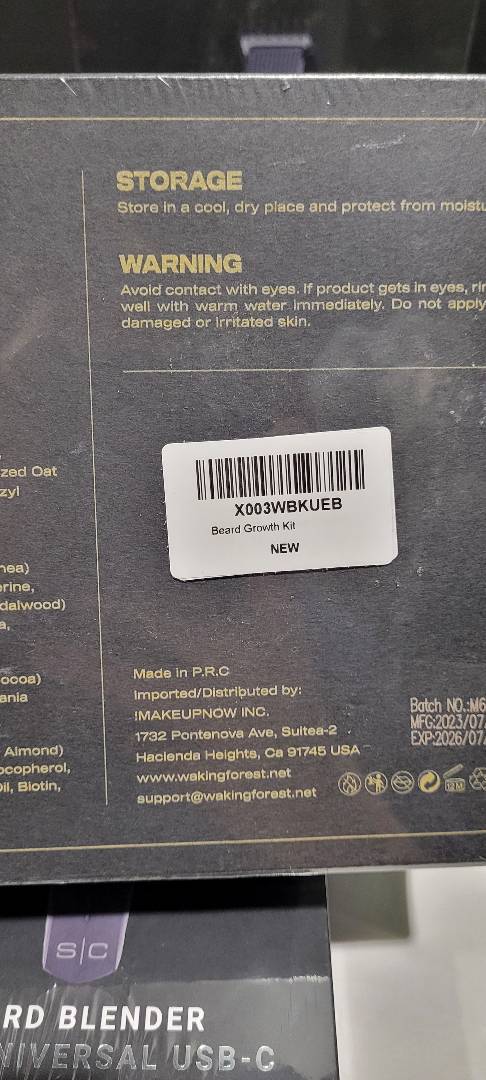 STORAGE
Store in a cool, dry place and protect from moistu
WARNING
Avoid contact with eyes. If product gets in eyes, rin
well with warm water immediately. Do not apply
damaged or irritated skin.
zed Oat
zyl
nea)
erine,
dalwood)
a,
ocoa)
ania
Almond)
ocopherol,
Oil, Biotin,
X003WBKUEB
Beard Growth Kit
NEW
Made in P.R.C
Imported/Distributed by:
!MAKEUPNOW INC.
1732 Pontenova Ave, Suitea-2
Hacienda Heights, Ca 91745 USA
www.wakingforest.net
support@wakingforest.net
Batch NO.:M6
MFG:2023/07/
EXP:2026/07/
12M
S|C
RD BLENDER
NIVERSAL USB-C